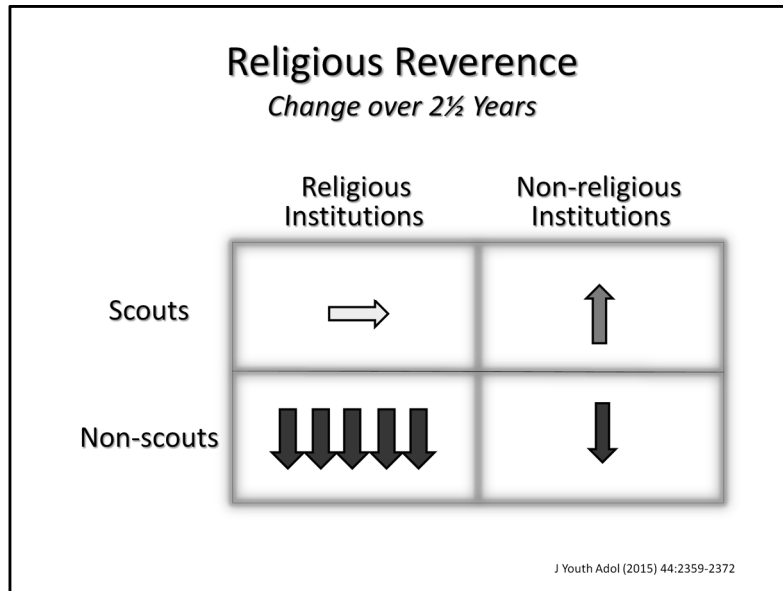 Religious Reverence
Change over 2½ Years
Religious
Institutions
Non-religious
Institutions
Scouts
Non-scouts
J Youth Adol (2015) 44:2359-2372